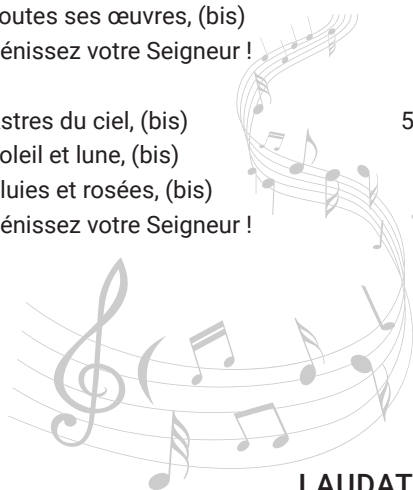 outes ses œuvres, (bis)
énissez votre Seigneur !
stres du ciel, (bis)
oleil et lune, (bis)
luies et rosées, (bis)
énissez votre Seigneur !
5
LAUDAT